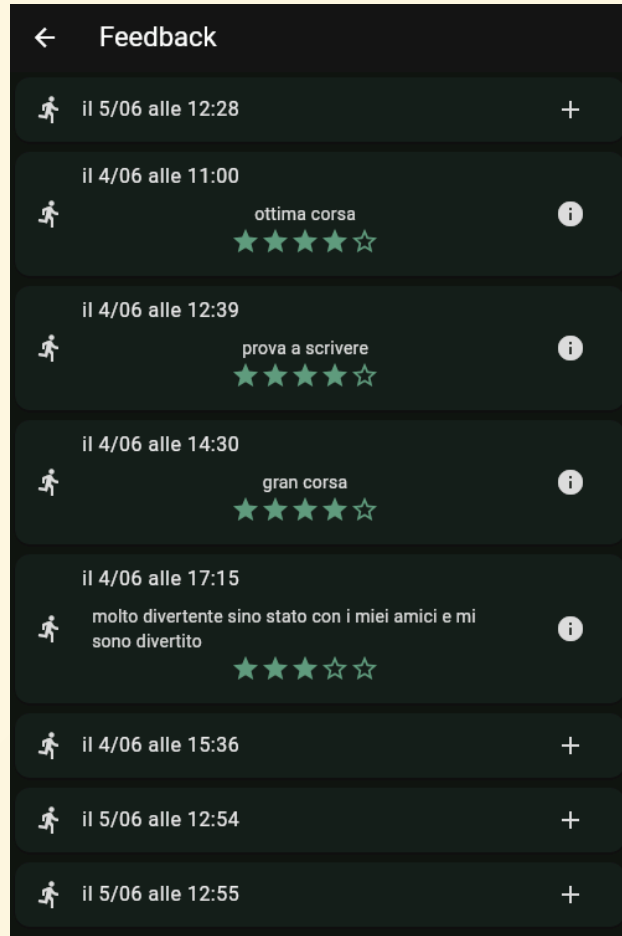 Feedback
il 5/06 alle 12:28
il 4/06 alle 11:00
ottima corsa
il 4/06 alle 12:39
prova a scrivere
il 4/06 alle 14:30
gran corsa
il 4/06 alle 17:15
molto divertente sino stato con i miei amici e mi
sono divertito
il 4/06 alle 15:36
il 5/06 alle 12:54
il 5/06 alle 12:55